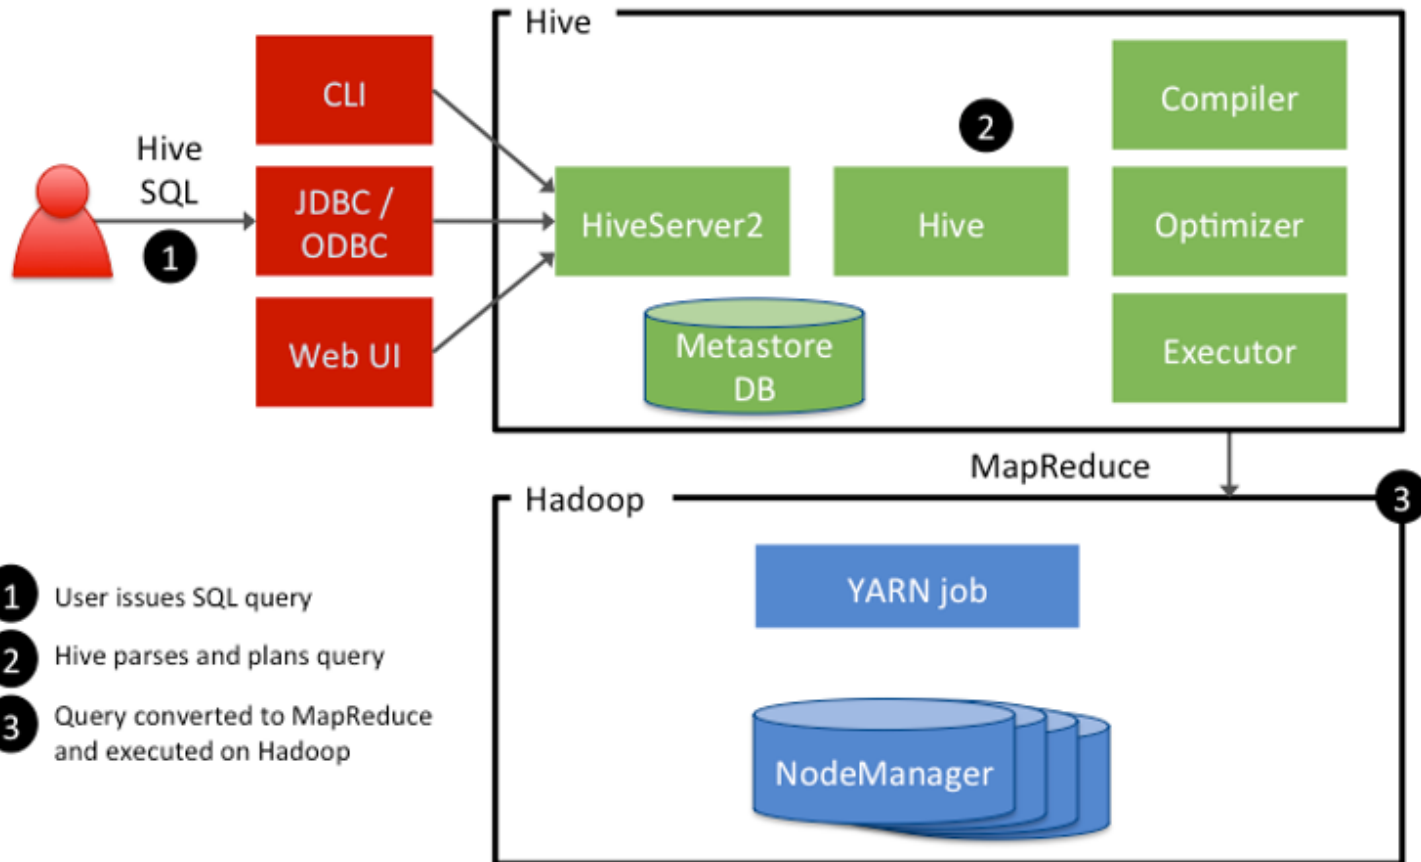 Hive
CLI
Compiler
2
Hive
SQL
JDBC /
ODBC
HiveServer2
Hive
Optimizer
1
Web UI
Metastore
DB
Executor
MapReduce
Hadoop
3
YARN job
1 User issues SQL query
2 Hive parses and plans query
3 Query converted to MapReduce
and executed on Hadoop
NodeManager